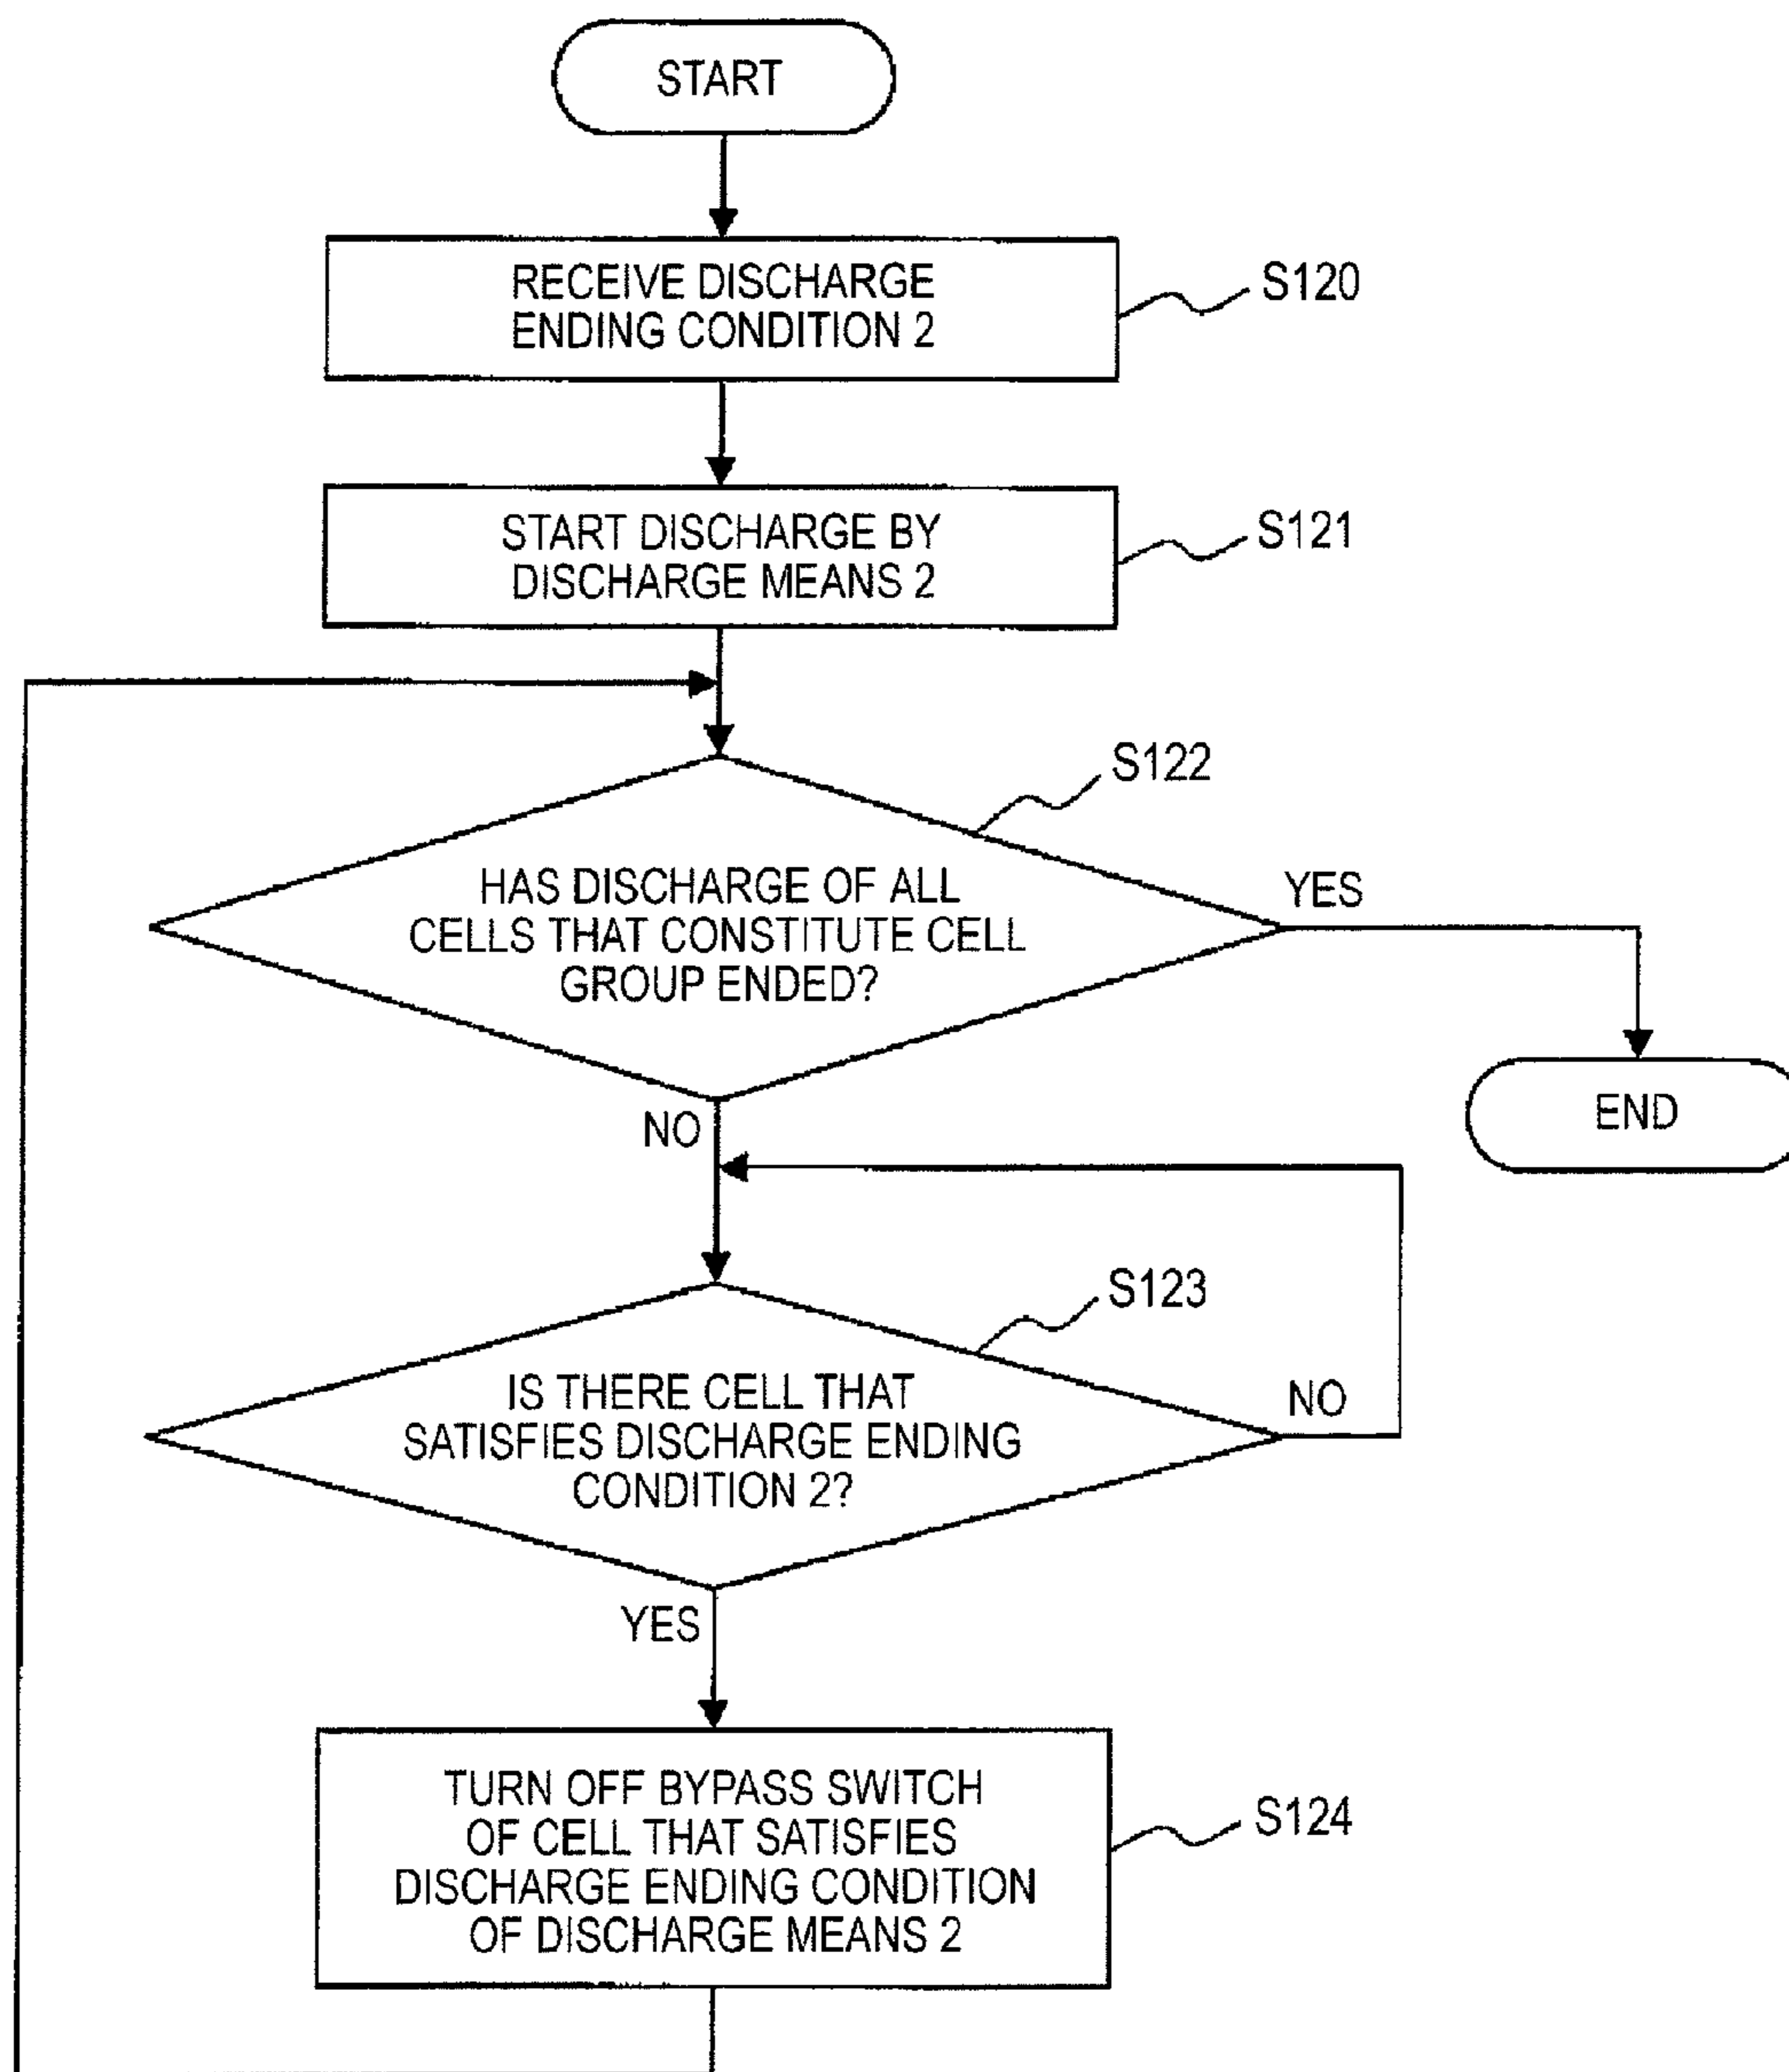 START
RECEIVE DISCHARGE
ENDING CONDITION 2
S120
START DISCHARGE BY
DISCHARGE MEANS 2
S121
S122
HAS DISCHARGE OF ALL
CELLS THAT CONSTITUTE CELL
GROUP ENDED?
YES
END
NO
S123
IS THERE CELL THAT
SATISFIES DISCHARGE ENDING
CONDITION 2?
NO
YES
TURN OFF BYPASS SWITCH
OF CELL THAT SATISFIES
DISCHARGE ENDING CONDITION
OF DISCHARGE MEANS 2
S124